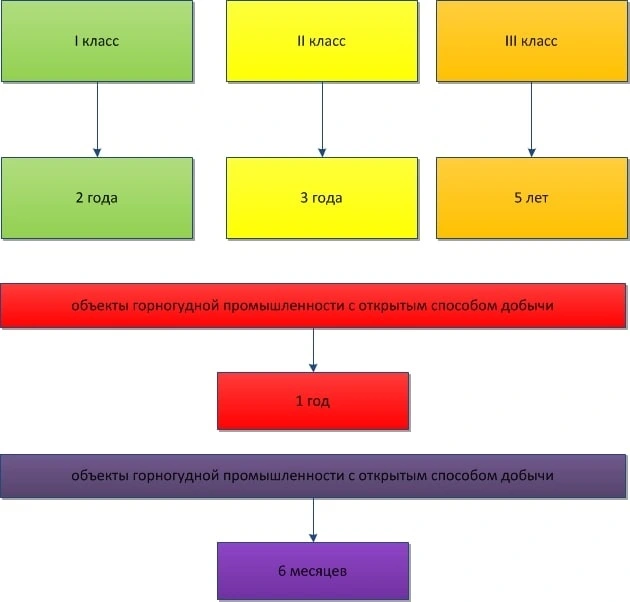 I класс
II класс
III класс
2 года
3 года
5 лет
объекты горногудной промышленности с открытым способом добычи
1 год
объекты горногудной промышленности с открытым способом добычи
6 месяцев